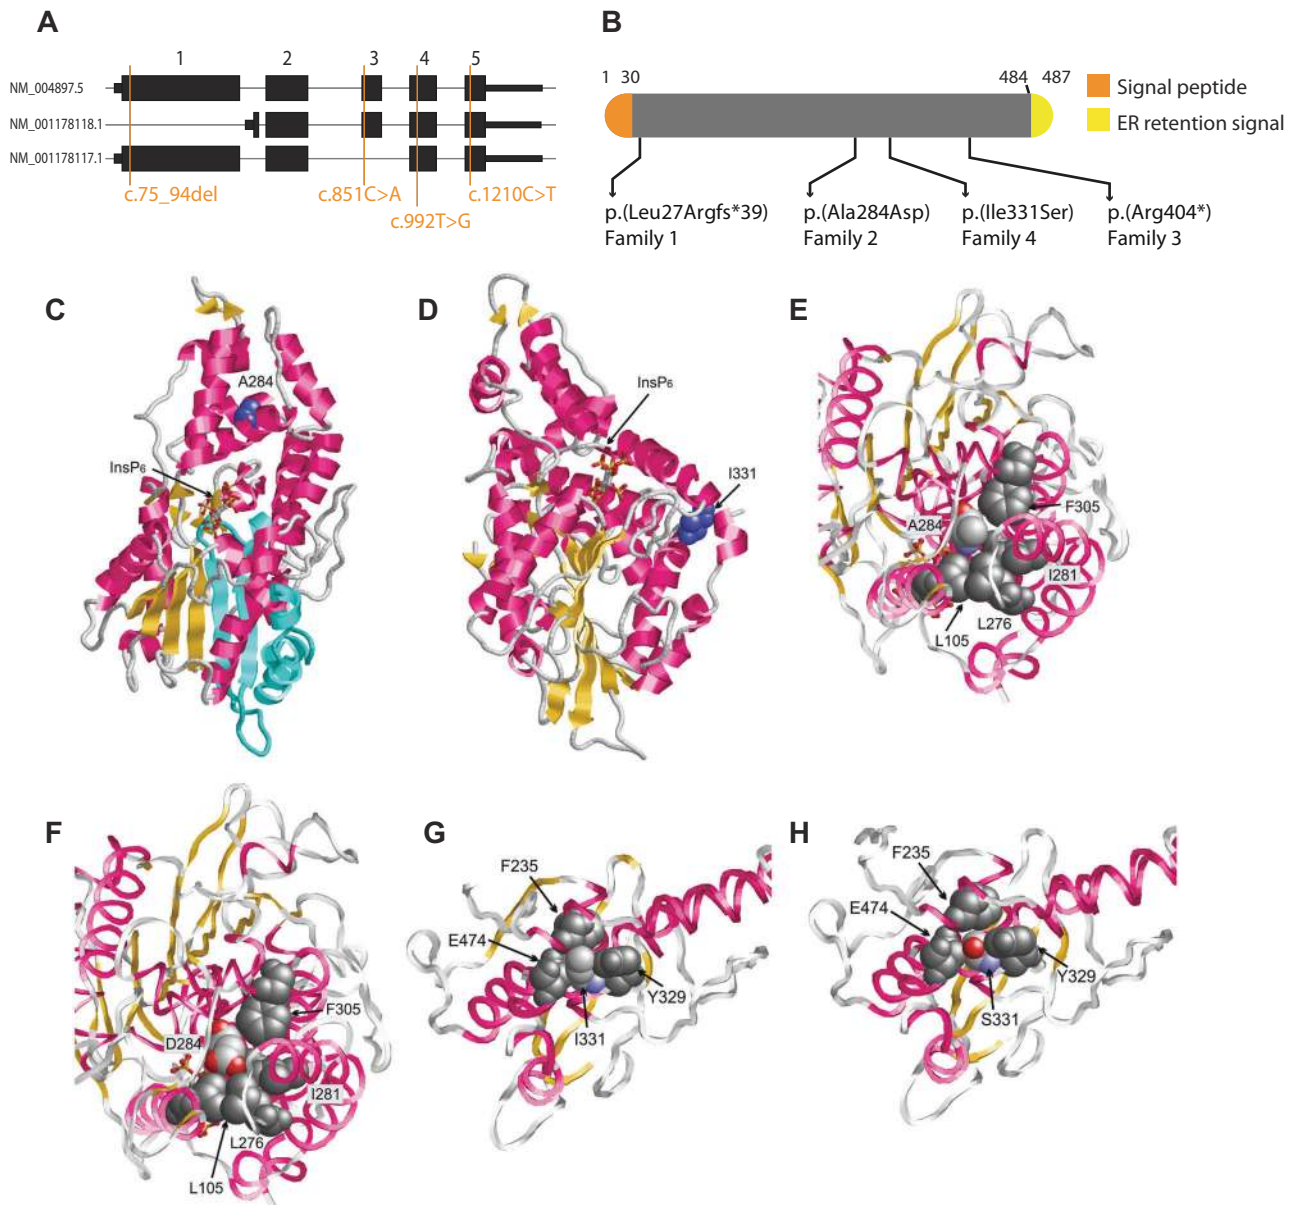 A
1 2 3 4 5
NM_004897.5
NM_001178118.1
NM_001178117.1
c.75_94del
c.851C>A
c.992T>G
c.1210C>T
B
1 30
484 487
Signal peptide
ER retention signal
p.(Leu27Argfs*39)
Family 1
p.(Ala284Asp)
Family 2
p.(Ile331Ser)
Family 4
p.(Arg404*)
Family 3
C
A284
InsP6
D
InsP6
I331
E
A284
F305
I281
L276
L105
F
D284
F305
I281
L276
L105
G
F235
E474
Y329
I331
H
F235
E474
Y329
S331